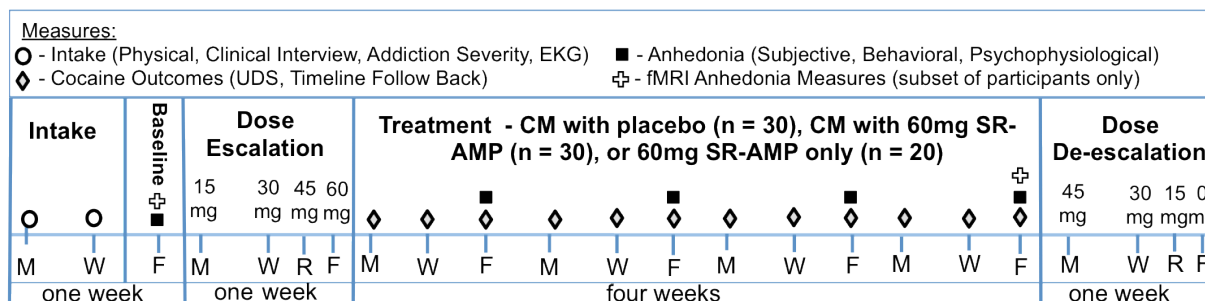 Measures:
- Intake (Physical, Clinical Interview, Addiction Severity, EKG)
- Anhedonia (Subjective, Behavioral, Psychophysiological)
- Cocaine Outcomes (UDS, Timeline Follow Back)
- fMRI Anhedonia Measures (subset of participants only)
Intake
Baseline
Dose
Escalation
15
mg
30
mg
45
mg
60
mg
Treatment - CM with placebo (n = 30), CM with 60mg SR-
AMP (n = 30), or 60mg SR-AMP only (n = 20)
Dose
De-escalation
45
mg
30
mg
15
mg
0
m
M W F M W R F M W F M W F M W F M W F M W R F
one week one week four weeks one week